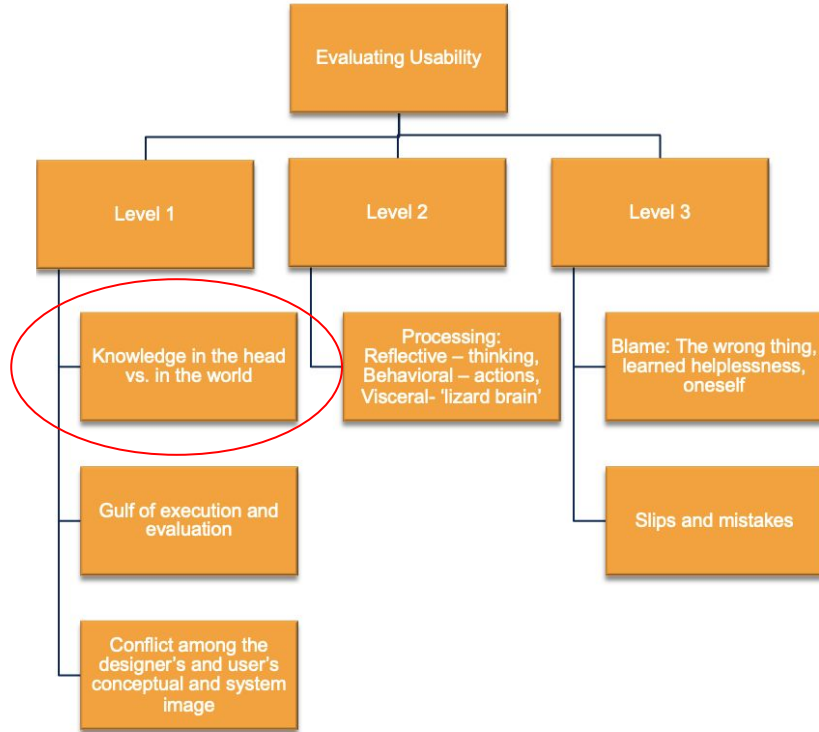 Evaluating Usability
Level 1
Level 2
Level 3
Knowledge in the head
vs. in the world
Processing:
Reflective – thinking,
Behavioral – actions,
Visceral- ‘lizard brain’
Blame: The wrong thing,
learned helplessness,
oneself
Gulf of execution and
evaluation
Slips and mistakes
Conflict among the
designer’s and user’s
conceptual and system
image